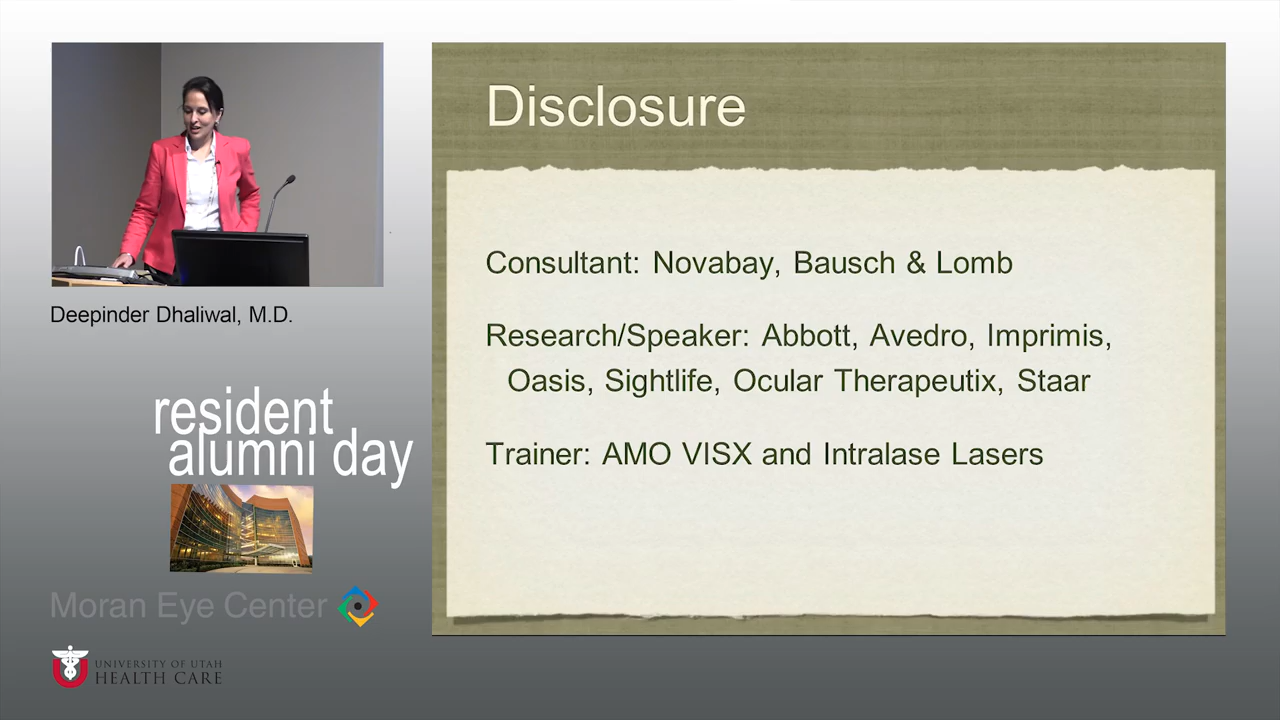 Disclosure
Consultant: Novabay, Bausch & Lomb
Research/Speaker: Abbott, Avedro, Imprimis,
Oasis, Sightlife, Ocular Therapeutix, Staar
Trainer: AMO VISX and Intralase Lasers
Deepinder Dhaliwal, M.D.
resident
alumni day
Moran Eye Center
UNIVERSITY OF UTAH
HEALTH CARE